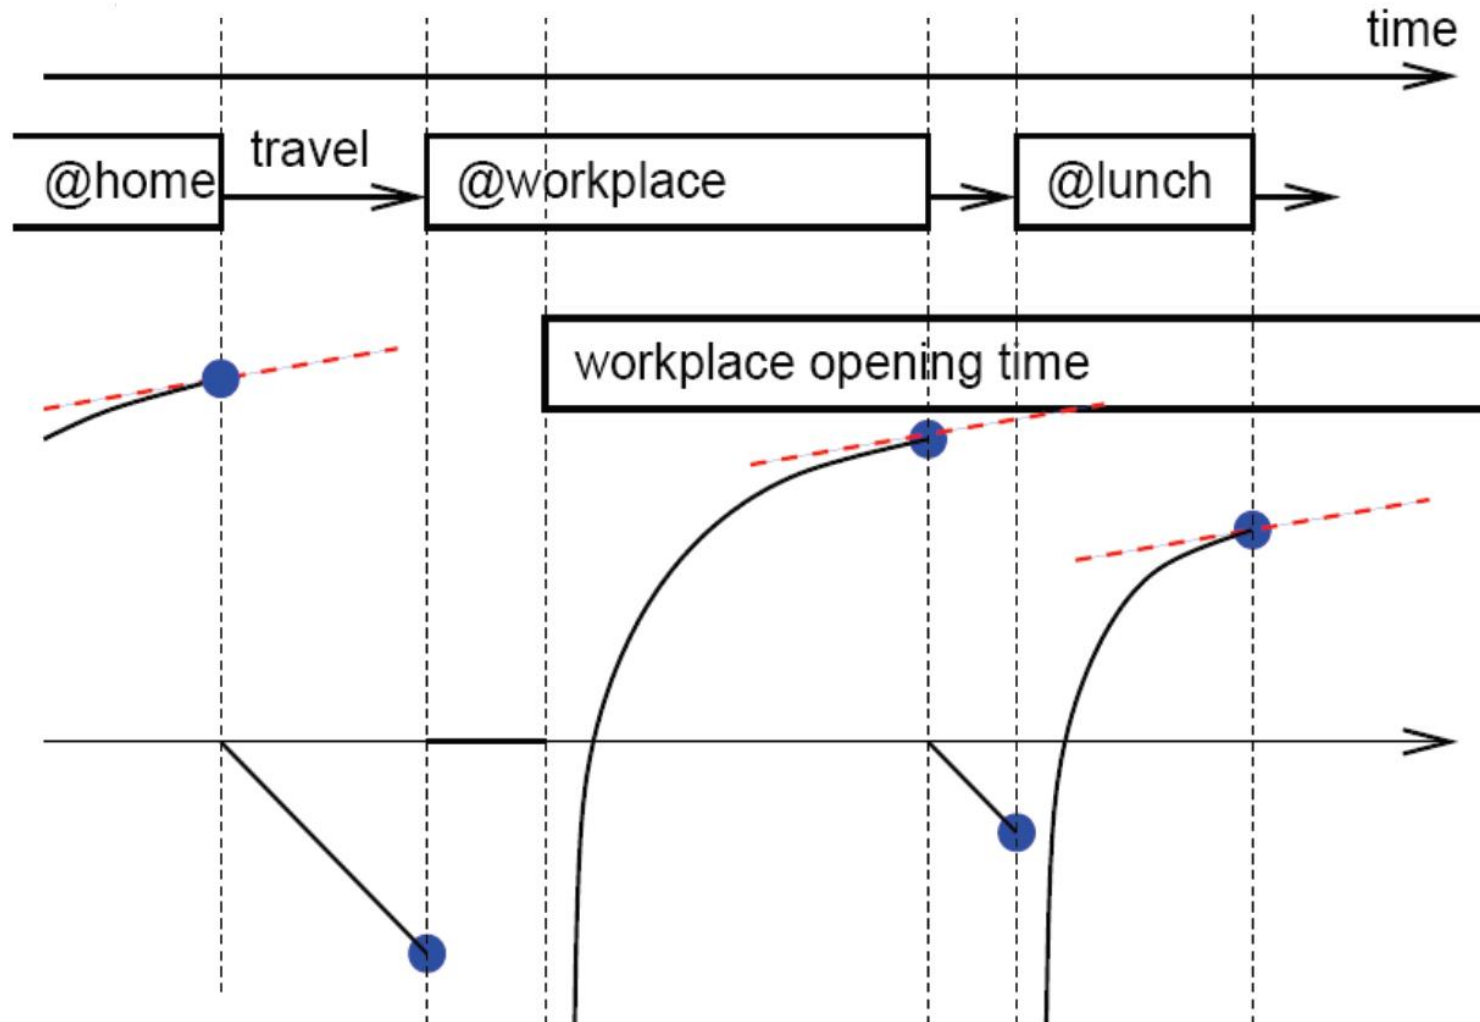 time
travel
@home
@workplace
@lunch
workplace opening time